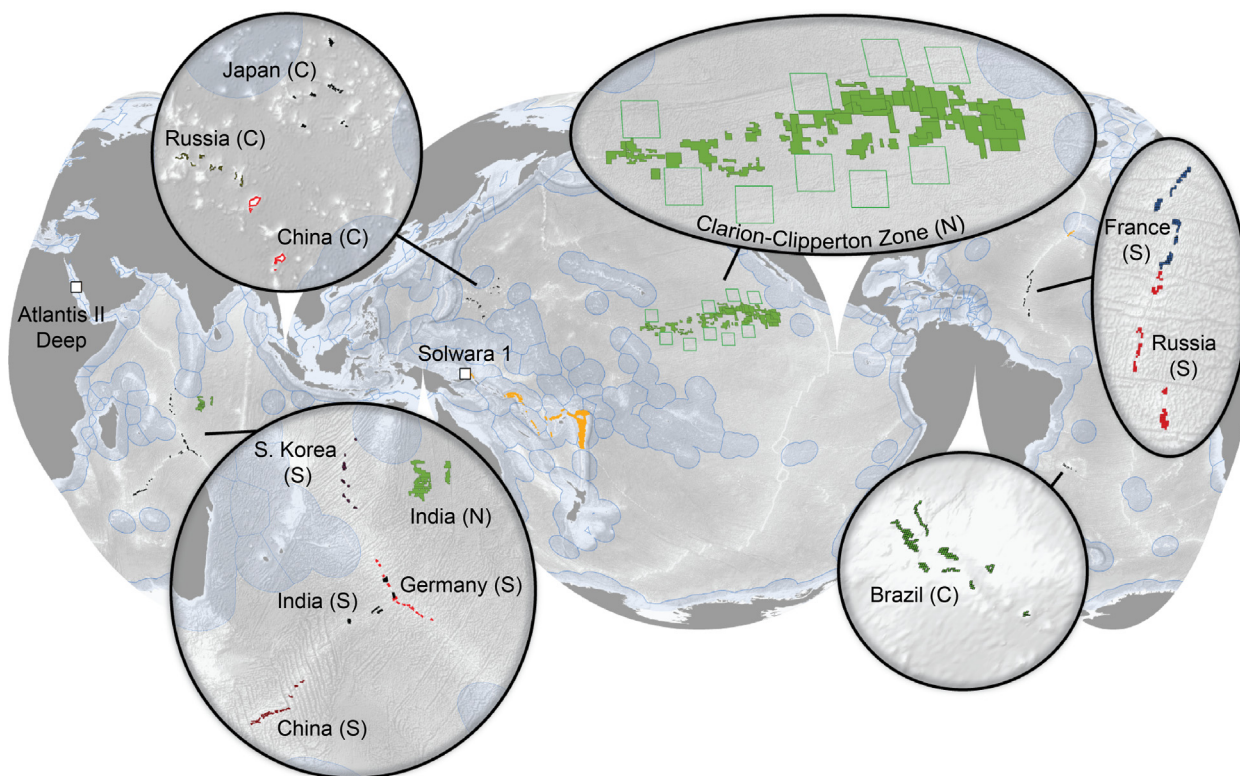 Japan (C)
Russia (C)
China (C)
Clarion-Clipperton Zone (N)
France
(S)
Russia
(S)
Atlantis II
Deep
Solwara 1
S. Korea
(S)
India (N)
Germany (S)
India (S)
China (S)
Brazil (C)